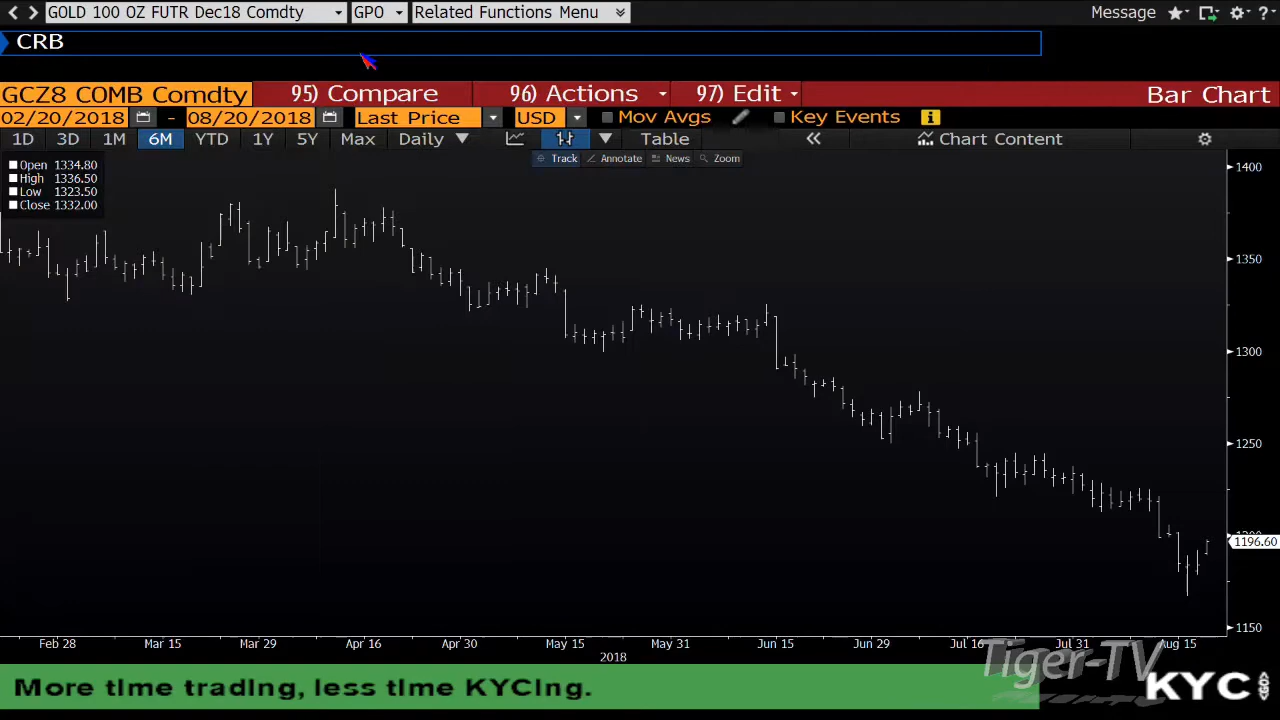 GOLD 100 OZ FUTR Dec18 Comdty GPO Related Functions Menu Message ?
CRB
GCZ8 COMB Comdty 95) Compare 96) Actions 97) Edit Bar Chart
02/20/2018 - 08/20/2018 Last Price USD Mov Avgs Key Events
1D 3D 1M 6M YTD 1Y 5Y Max Daily Table Chart Content
Track Annotate News Zoom
Open 1334.80
High 1336.50
Low 1323.50
Close 1332.00
1400
1350
1300
1250
1196.60
1150
Feb 28 Mar 15 Mar 29 Apr 16 Apr 30 May 15 May 31 Jun 15 Jun 29 Jul 16 Jul 31 Aug 15
2018
Tiger-TV
More time trading, less time KYCing.
KYC